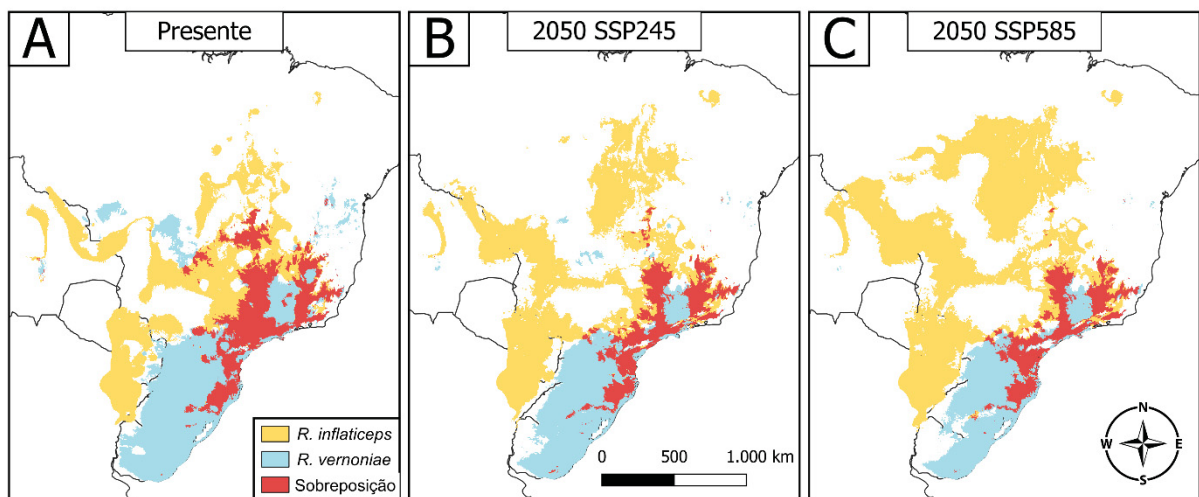 A
Presente
B
2050 SSP245
C
2050 SSP585
R. inflaticeps
R. vernoniae
Sobreposição
0 500 1.000 km
N
W E
S